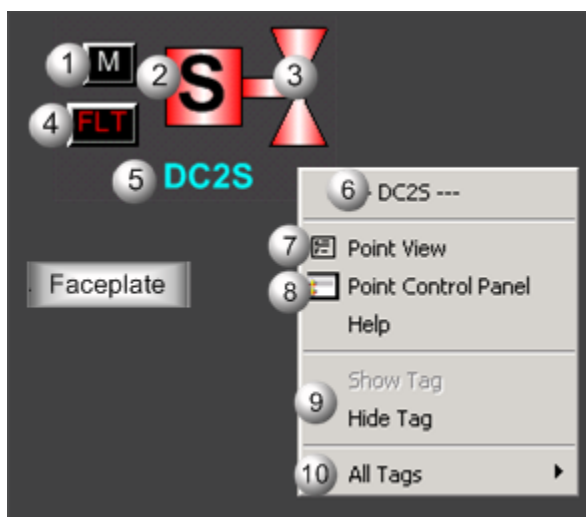 1 M
2 S 3
4 FLT
5 DC2S
6 - DC2S ---
7 Point View
Faceplate
8 Point Control Panel
Help
Show Tag
9
Hide Tag
10 All Tags